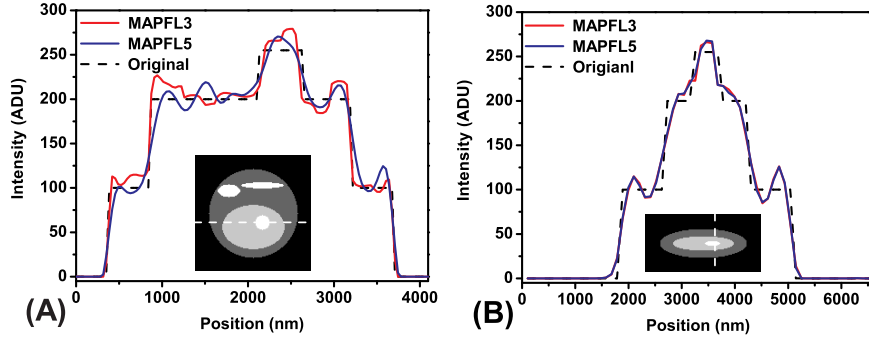 MAPFL3
MAPFL5
Original
Intensity (ADU)
300
250
200
150
100
50
0
0 1000 2000 3000 4000
Position (nm)
(A)
MAPFL3
MAPFL5
Origianl
Intensity (ADU)
300
250
200
150
100
50
0
0 1000 2000 3000 4000 5000 6000
Position (nm)
(B)